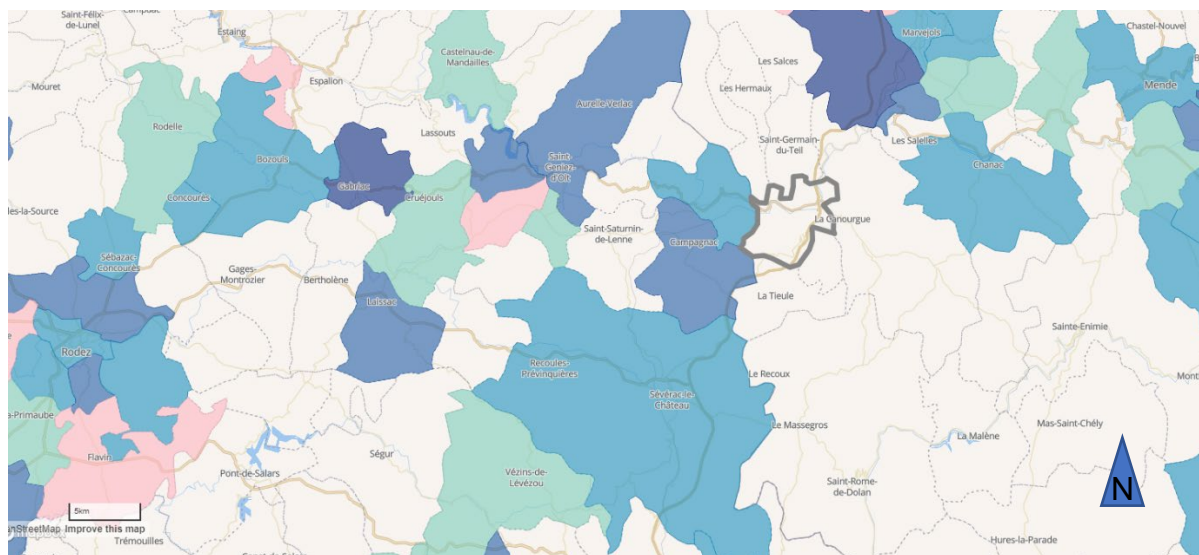 Saint-Félix-
de-Lunel
Estaing
Castelnau-de-
Mandailles
Les Salces
Marvejols
Chastel-Nouvel
Mouret
Espalion
Les Hermaux
Mende
Aurelle-Verlac
Rodelle
Lassouts
Saint-Germain-
du-Teil
Les Salelles
Bozouls
Saint-
Geniez-
d'Olt
Chanac
Gabriac
Cruéjouls
Concourès
La Canourgue
Saint-Saturnin-
de-Lenne
Campagnac
Sébazac-
Concourès
Gages-
Montrozier
Bertholène
La Tieule
Laissac
Sainte-Enimie
Rodez
Recoules-
Prévinquières
Le Recoux
Sévérac-le-
Château
Mas-Saint-Chély
Le Massegros
La Malène
Flavin
Ségur
Pont-de-Salars
Vézins-de-
Lévézou
Saint-Rome-
de-Dolan
N
5km
Improve this map
Trémouilles
Hures-la-Parade